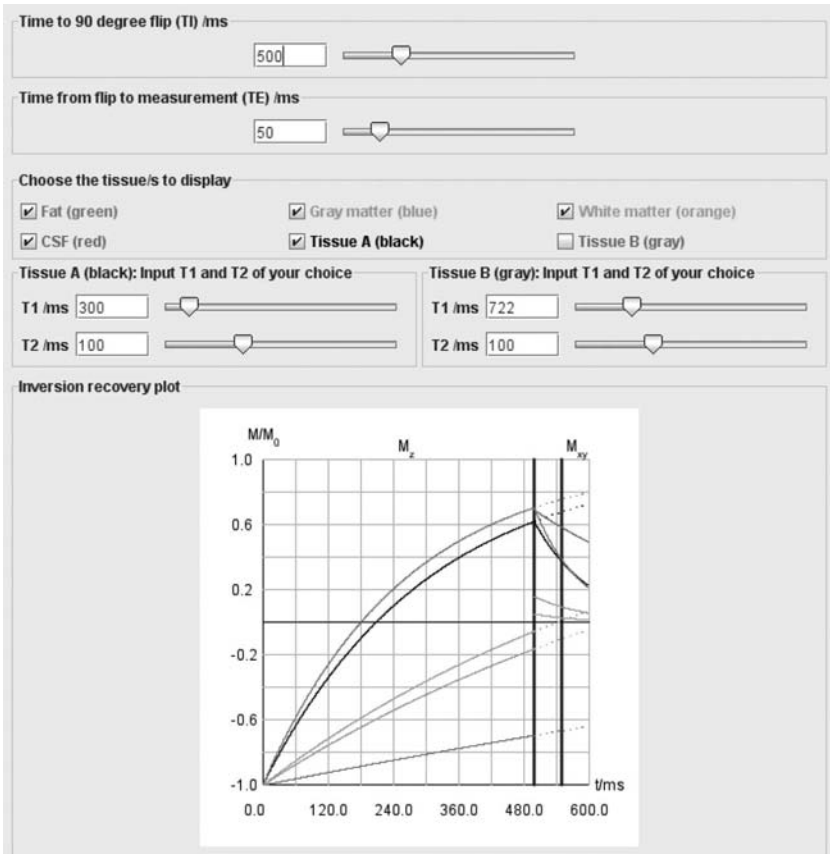 Time to 90 degree flip (TI) /ms
500
Time from flip to measurement (TE) /ms
50
Choose the tissue/s to display
Fat (green) Gray matter (blue) White matter (orange)
CSF (red) Tissue A (black) Tissue B (gray)
Tissue A (black): Input T1 and T2 of your choice Tissue B (gray): Input T1 and T2 of your choice
T1 /ms 300 T1 /ms 722
T2 /ms 100 T2 /ms 100
Inversion recovery plot
M/M0 Mz Mxy
1.0
0.6
0.2
-0.2
-0.6
-1.0
t/ms
0.0 120.0 240.0 360.0 480.0 600.0